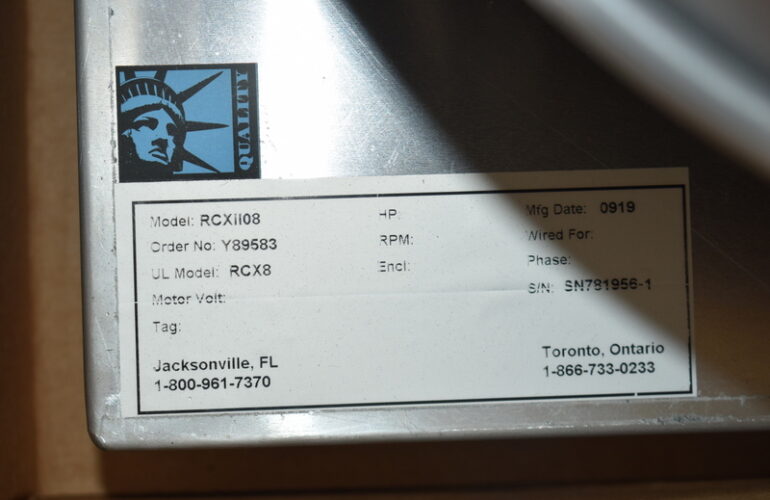 QUALITY
Model: RCXii08 HP: Mfg Date: 0919
Order No: Y89583 RPM: Wired For:
UL Model: RCX8 Encl: Phase:
Motor Volt: S/N: SN781956-1
Tag:
Jacksonville, FL Toronto, Ontario
1-800-961-7370 1-866-733-0233